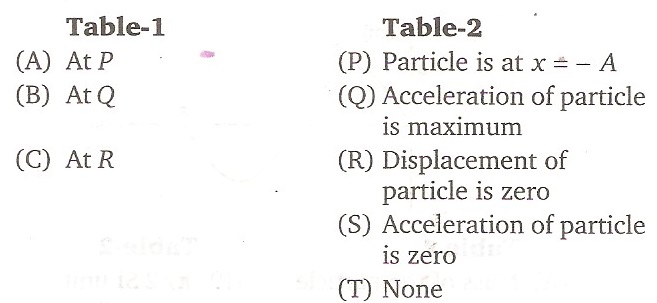 Table-1 Table-2
(A) At P (P) Particle is at x = – A
(B) At Q (Q) Acceleration of particle
is maximum
(C) At R (R) Displacement of
particle is zero
(S) Acceleration of particle
is zero
(T) None